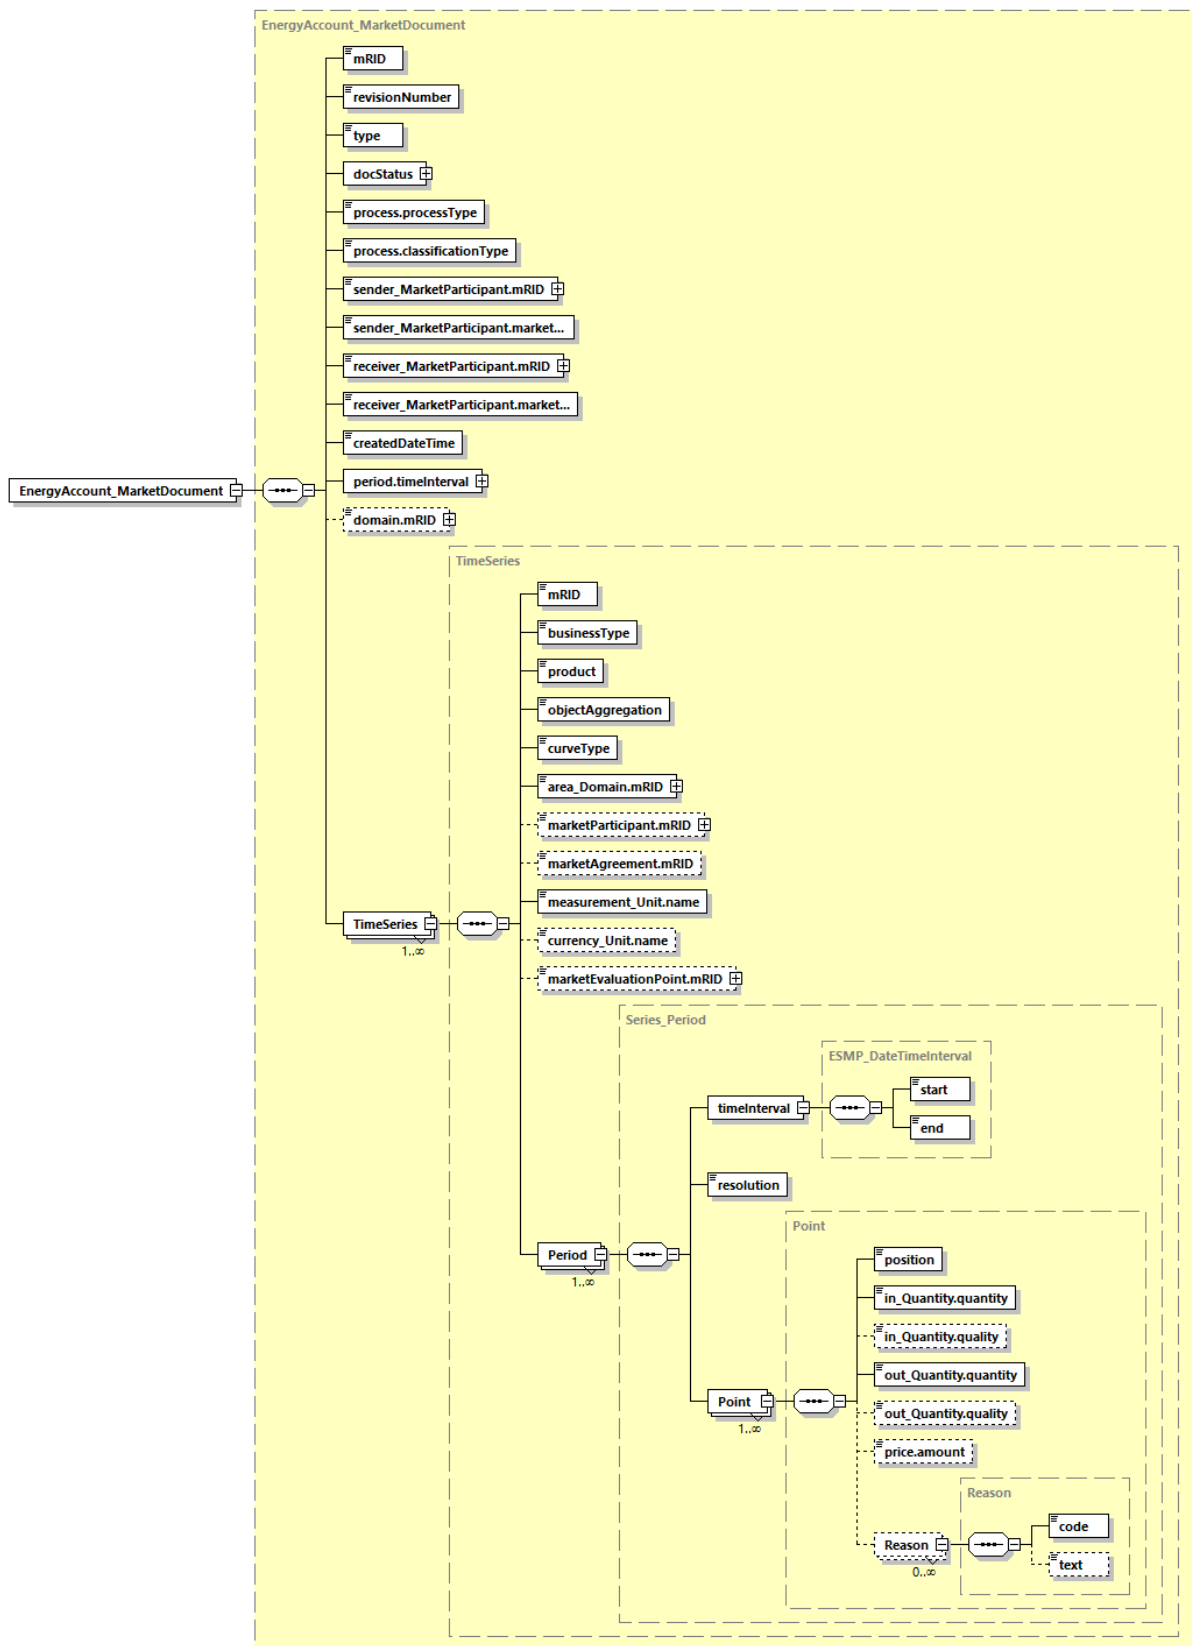 EnergyAccount_MarketDocument
mRID
revisionNumber
type
docStatus
process.processType
process.classificationType
sender_MarketParticipant.mRID
sender_MarketParticipant.market...
receiver_MarketParticipant.mRID
receiver_MarketParticipant.market...
createdDateTime
period.timeInterval
EnergyAccount_MarketDocument
domain.mRID
TimeSeries
mRID
businessType
product
objectAggregation
curveType
area_Domain.mRID
marketParticipant.mRID
marketAgreement.mRID
measurement_Unit.name
TimeSeries
1..∞
currency_Unit.name
marketEvaluationPoint.mRID
Series_Period
ESMP_DateTimeInterval
start
timeInterval
end
resolution
Point
Period
1..∞
position
in_Quantity.quantity
in_Quantity.quality
out_Quantity.quantity
Point
1..∞
out_Quantity.quality
price.amount
Reason
code
Reason
0..∞
text